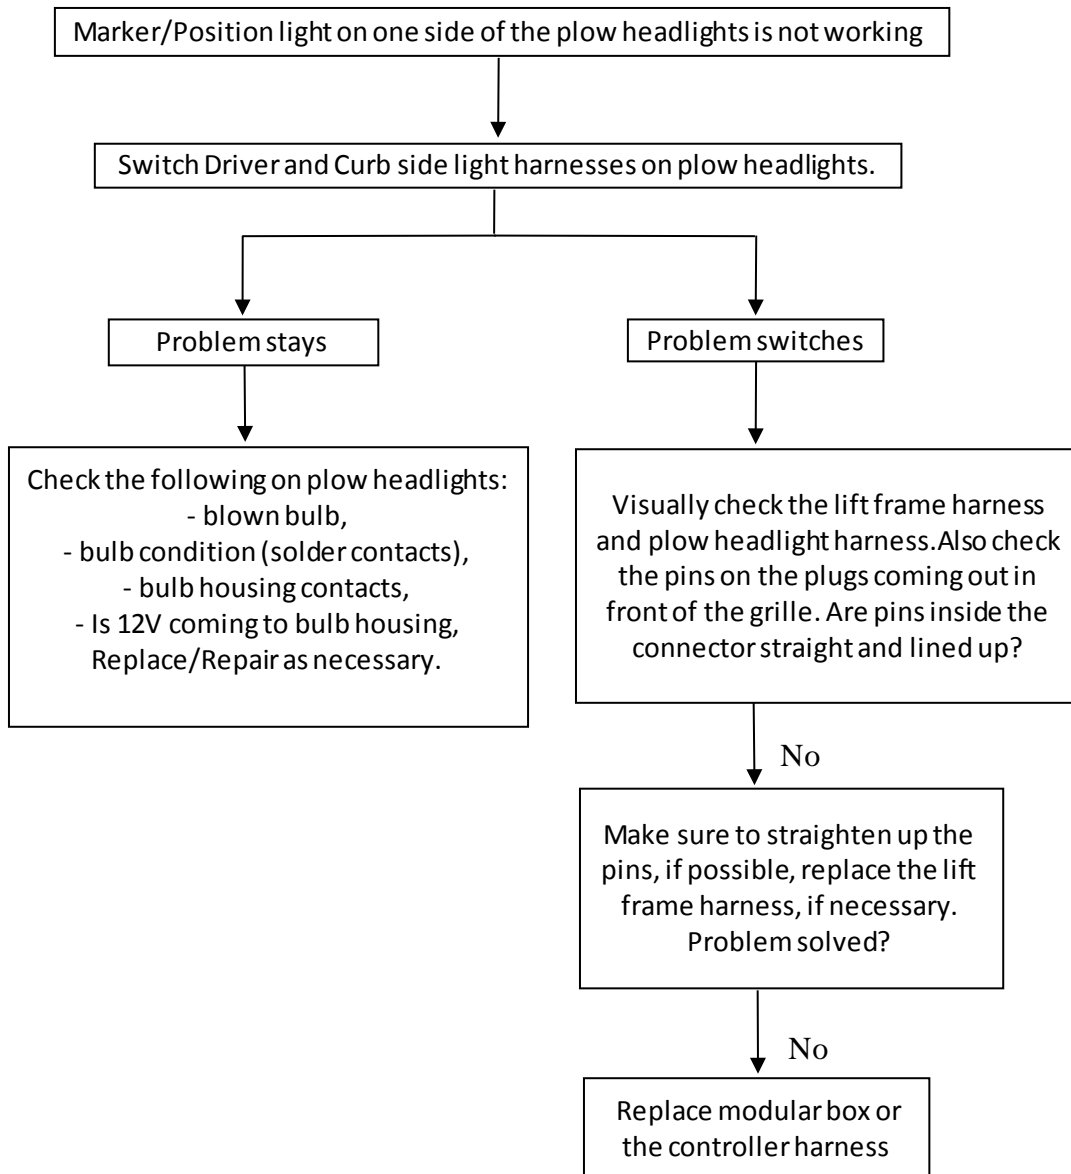 Marker/Position light on one side of the plow headlights is not working
Switch Driver and Curb side light harnesses on plow headlights.
Problem stays
Problem switches
Check the following on plow headlights:
- blown bulb,
- bulb condition (solder contacts),
- bulb housing contacts,
- Is 12V coming to bulb housing,
Replace/Repair as necessary.
Visually check the lift frame harness
and plow headlight harness.Also check
the pins on the plugs coming out in
front of the grille. Are pins inside the
connector straight and lined up?
No
Make sure to straighten up the
pins, if possible, replace the lift
frame harness, if necessary.
Problem solved?
No
Replace modular box or
the controller harness